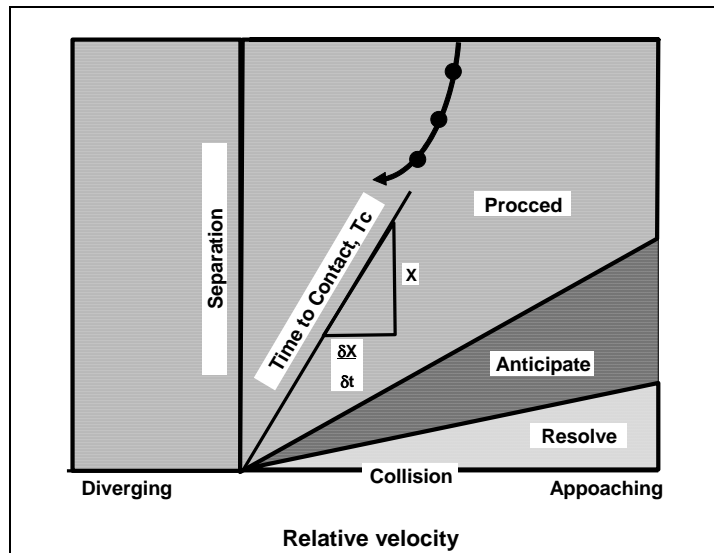 Separation
Time to Contact, Tc
Procced
X
δX
δt
Anticipate
Resolve
Collision
Diverging
Appoaching
Relative velocity